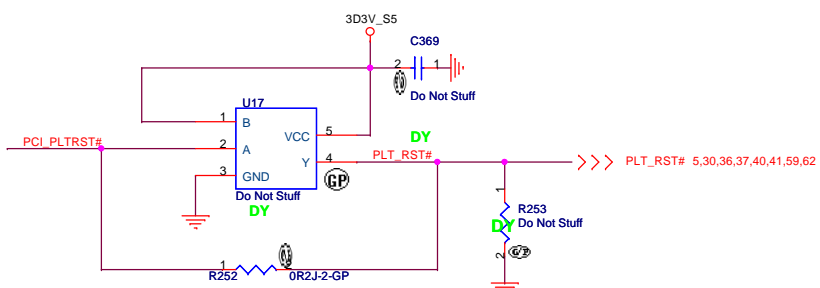 3D3V_S5
C369
2
1
Do Not Stuff
U17
1
B
VCC
5
DY
PCI_PLTRST#
2
A
Y
4
PLT_RST#
PLT_RST# 5,30,36,37,40,41,59,62
3
GND
GP
Do Not Stuff
DY
1
R253
DY
Do Not Stuff
2
G/P
1
R252
0R2J-2-GP